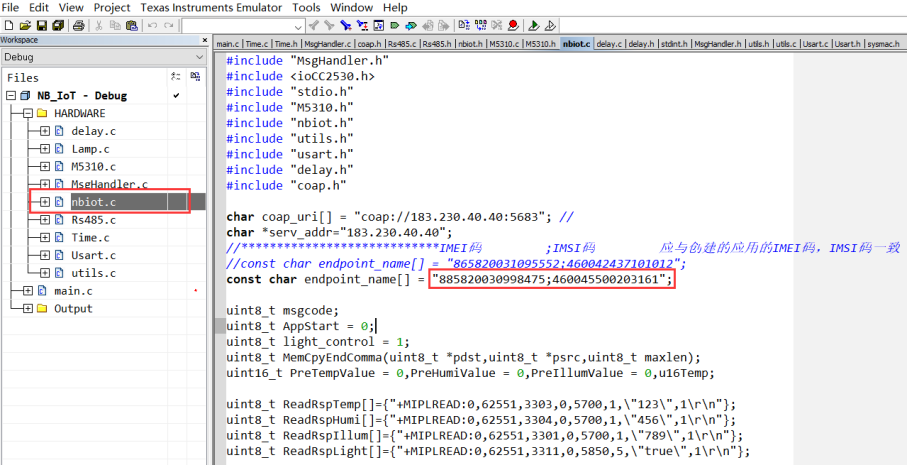 File Edit View Project Texas Instruments Emulator Tools Window Help
Workspace
Debug
Files
NB_IoT - Debug
HARDWARE
delay.c
Lamp.c
M5310.c
MsgHandler.c
nbiot.c
Rs485.c
Time.c
Usart.c
utils.c
main.c
Output
main.c | Time.c | Time.h | MsgHandler.c | coap.h | Rs485.c | Rs485.h | nbiot.h | M5310.c | M5310.h | nbiot.c | delay.c | delay.h | stdint.h | MsgHandler.h | utils.h | utils.c | Usart.c | Usart.h | sysmac.h
#include "MsgHandler.h"
#include <ioCC2530.h>
#include "stdio.h"
#include "M5310.h"
#include "nbiot.h"
#include "utils.h"
#include "usart.h"
#include "delay.h"
#include "coap.h"
char coap_uri[] = "coap://183.230.40.40:5683"; //
char *serv_addr="183.230.40.40";
//****************************IMEI码 ;IMSI码 应与创建的应用的IMEI码，IMSI码一致
//const char endpoint_name[] = "865820031095552;460042437101012";
const char endpoint_name[] = "885820030998475;460045500203161";
uint8_t msgcode;
uint8_t AppStart = 0;
uint8_t light_control = 1;
uint8_t MemCpyEndComma(uint8_t *pdst,uint8_t *psrc,uint8_t maxlen);
uint16_t PreTempValue = 0,PreHumiValue = 0,PreIllumValue = 0,u16Temp;
uint8_t ReadRspTemp[]={"+MIPLREAD:0,62551,3303,0,5700,1,\"123\",1\r\n"};
uint8_t ReadRspHumi[]={"+MIPLREAD:0,62551,3304,0,5700,1,\"456\",1\r\n"};
uint8_t ReadRspIllum[]={"+MIPLREAD:0,62551,3301,0,5700,1,\"789\",1\r\n"};
uint8_t ReadRspLight[]={"+MIPLREAD:0,62551,3311,0,5850,5,\"true\",1\r\n"};